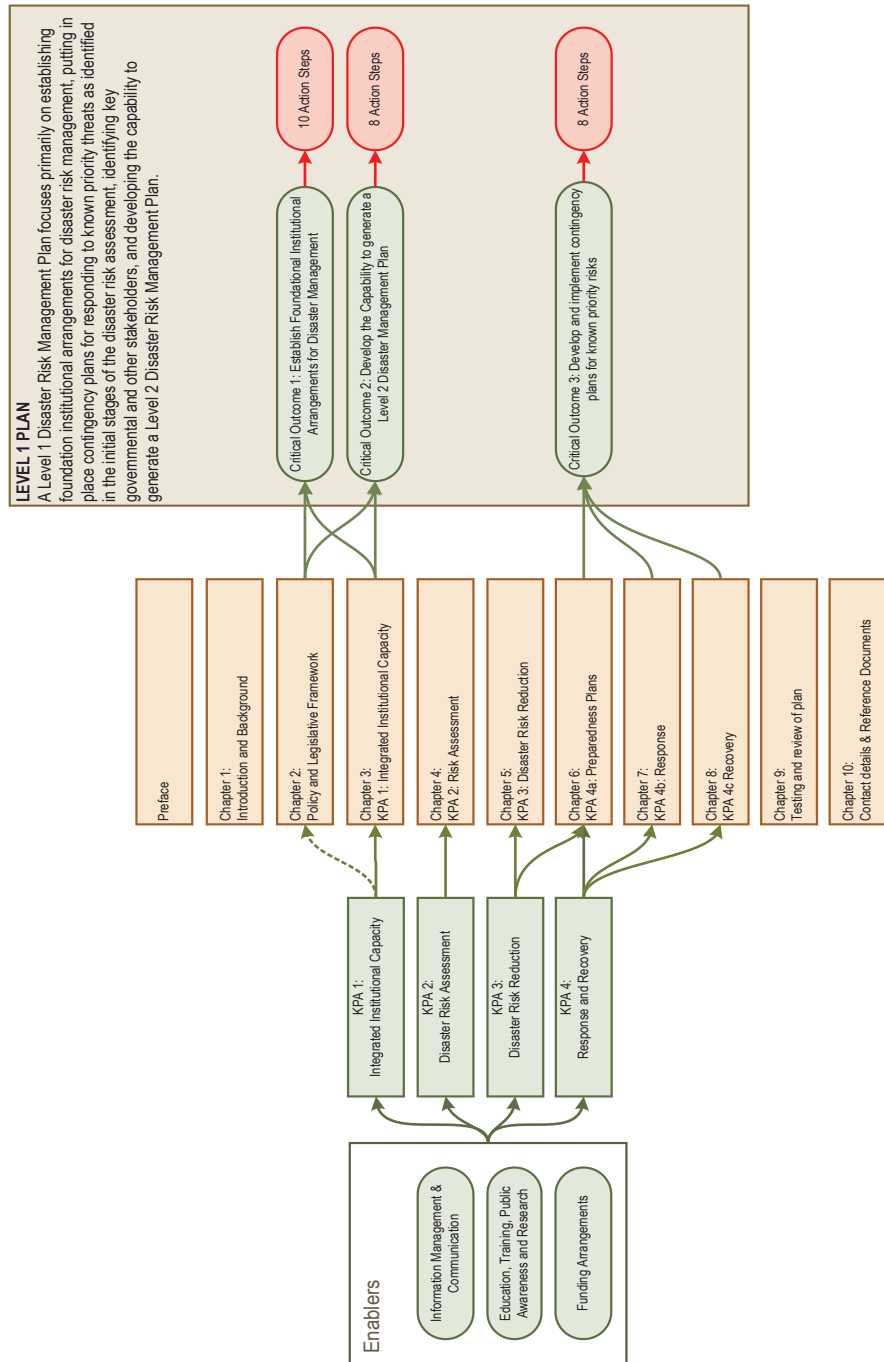 LEVEL 1 PLAN
A Level 1 Disaster Risk Management Plan focuses primarily on establishing
foundation institutional arrangements for disaster risk management, putting in
place contingency plans for responding to known priority threats as identified
in the initial stages of the disaster risk assessment, identifying key
governmental and other stakeholders, and developing the capability to
generate a Level 2 Disaster Risk Management Plan.
Enablers
Information Management &
Communication
Education, Training, Public
Awareness and Research
Funding Arrangements
KPA 1:
Integrated Institutional Capacity
KPA 2:
Disaster Risk Assessment
KPA 3:
Disaster Risk Reduction
KPA 4:
Response and Recovery
Preface
Chapter 1:
Introduction and Background
Chapter 2:
Policy and Legislative Framework
Chapter 3:
KPA 1: Integrated Institutional Capacity
Chapter 4:
KPA 2: Risk Assessment
Chapter 5:
KPA 3: Disaster Risk Reduction
Chapter 6:
KPA 4a: Preparedness Plans
Chapter 7:
KPA 4b: Response
Chapter 8:
KPA 4c Recovery
Chapter 9:
Testing and review of plan
Chapter 10:
Contact details & Reference Documents
Critical Outcome 1: Establish Foundational Institutional
Arrangements for Disaster Management
10 Action Steps
Critical Outcome 2: Develop the Capability to generate a
Level 2 Disaster Management Plan
8 Action Steps
Critical Outcome 3: Develop and implement contingency
plans for known priority risks
8 Action Steps